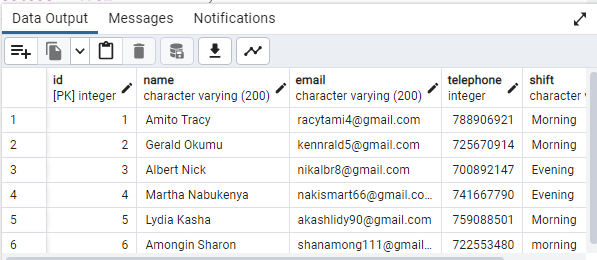 Data Output Messages Notifications
id name email telephone shift
[PK] integer character varying (200) character varying (200) integer character
1 1 Amito Tracy racytami4@gmail.com 788906921 Morning
2 2 Gerald Okumu kennrald5@gmail.com 725670914 Morning
3 3 Albert Nick nikalbr8@gmail.com 700892147 Evening
4 4 Martha Nabukenya nakismart66@gmail.co... 741667790 Evening
5 5 Lydia Kasha akashlidy90@gmail.com 759088501 Morning
6 6 Amongin Sharon shanamong111@gmail... 722553480 morning